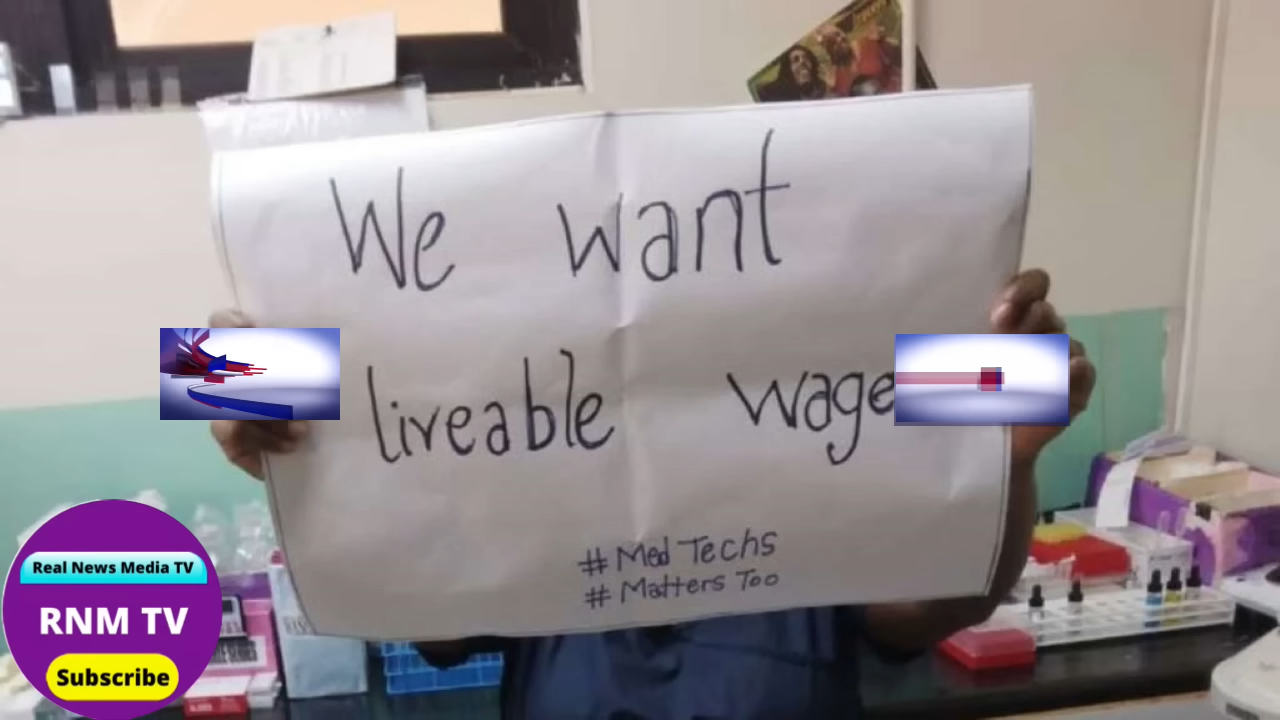 We want
liveable wage
# Med Techs
# Matters Too
Real News Media TV
RNM TV
Subscribe